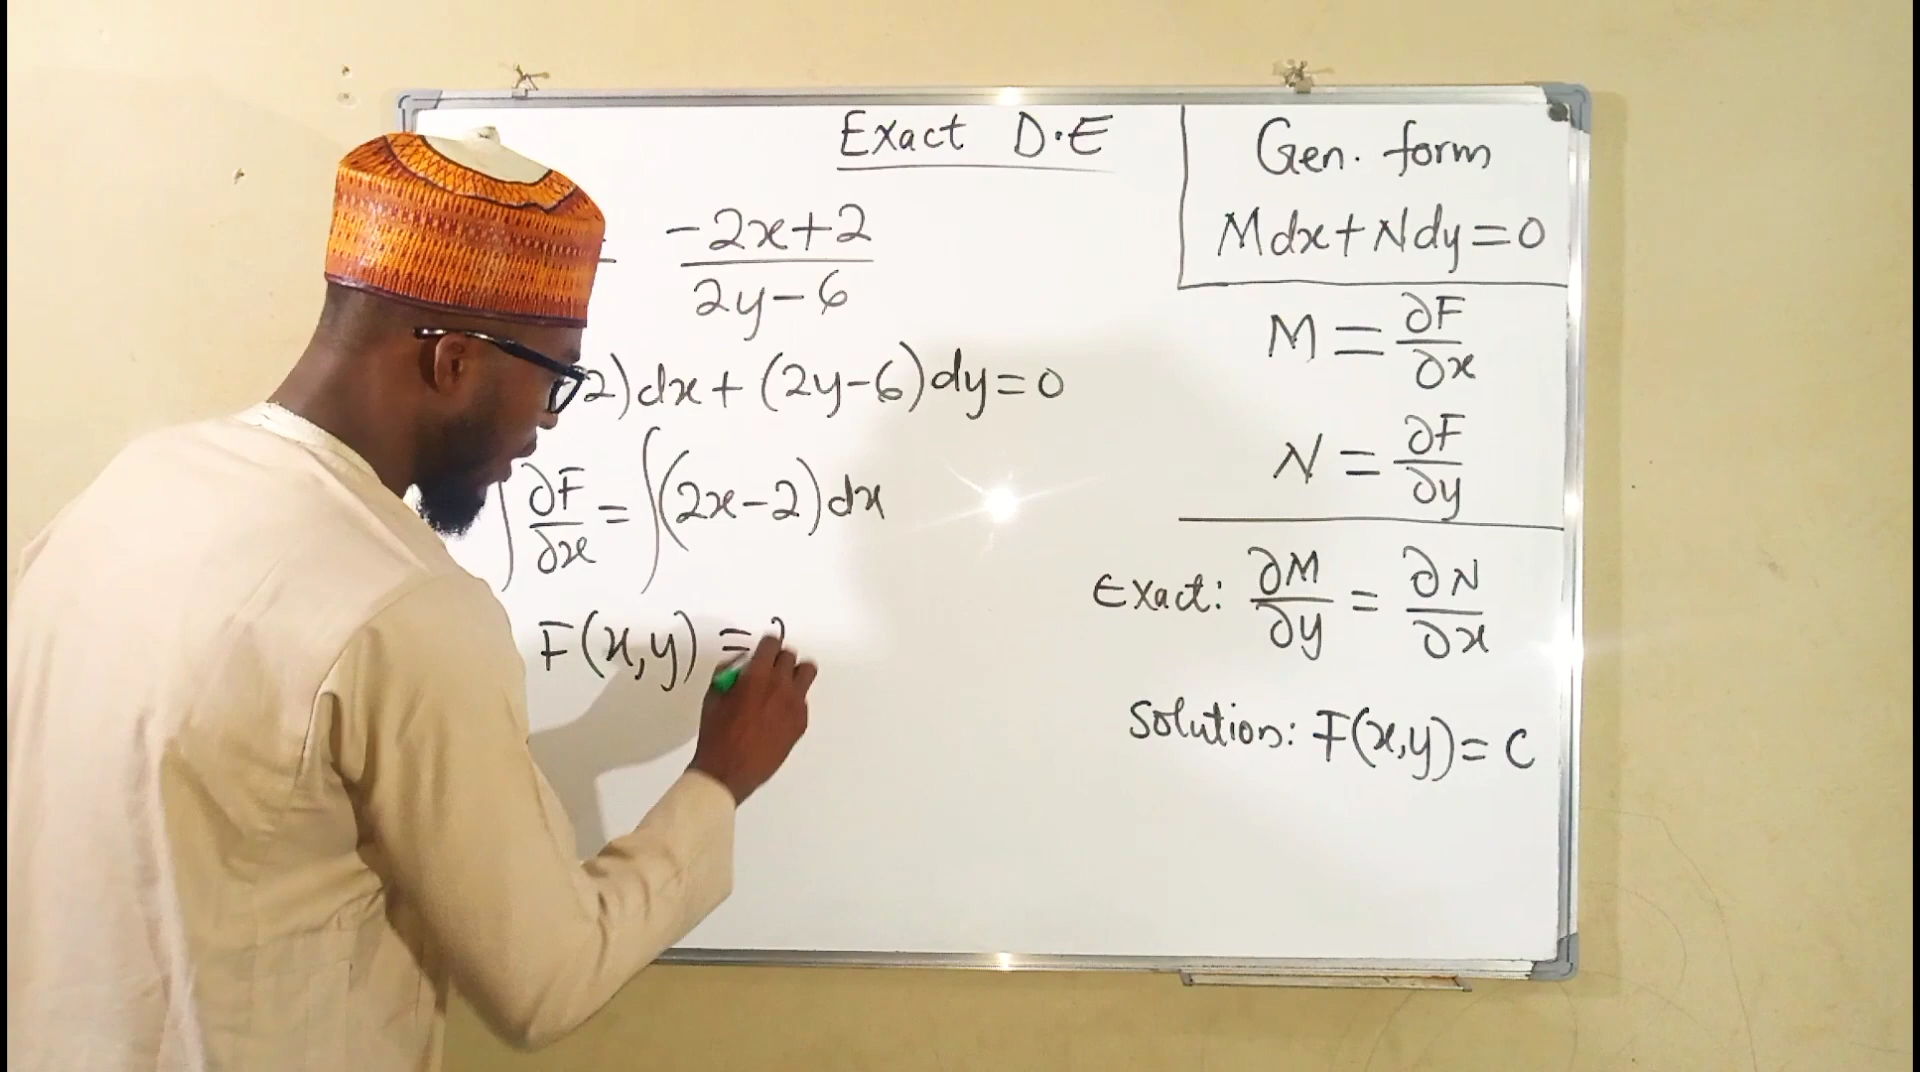 Exact D.E
-2x+2
2y-6
2)dx + (2y-6)dy=0
∫ ∂F/∂x = ∫(2x-2)dx
F(x,y) =
Gen. form
Mdx+Ndy=0
M = ∂F/∂x
N = ∂F/∂y
Exact: ∂M/∂y = ∂N/∂x
Solution: F(x,y)= C